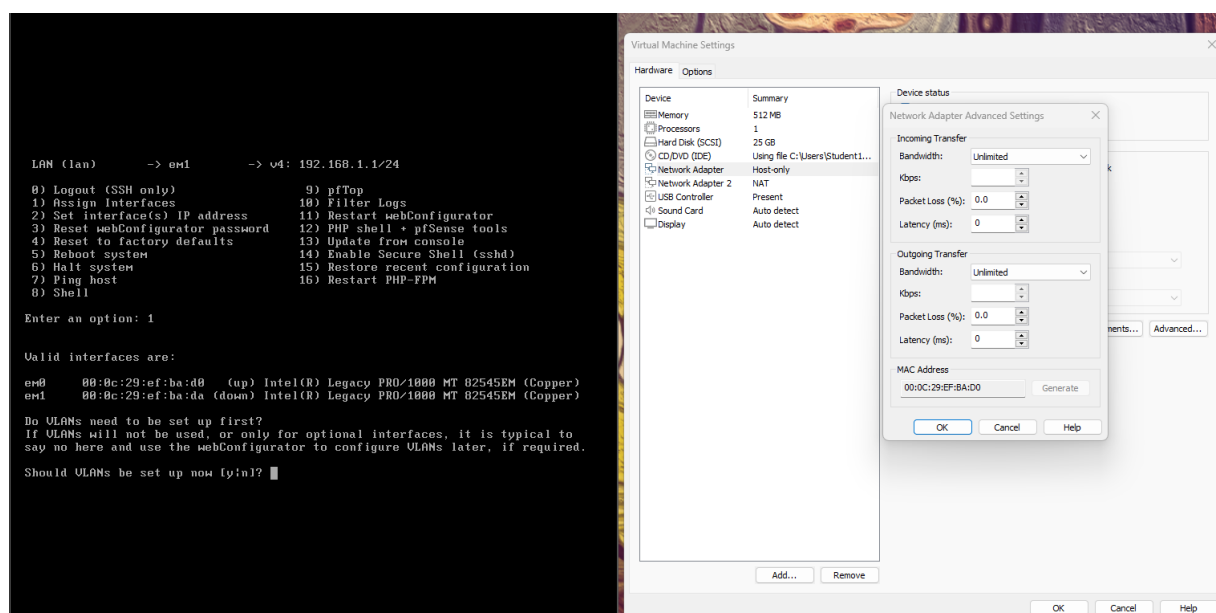 LAN (lan) -> em1 -> v4: 192.168.1.1/24
0) Logout (SSH only) 9) pfTop
1) Assign Interfaces 10) Filter Logs
2) Set interface(s) IP address 11) Restart webConfigurator
3) Reset webConfigurator password 12) PHP shell + pfSense tools
4) Reset to factory defaults 13) Update from console
5) Reboot system 14) Enable Secure Shell (sshd)
6) Halt system 15) Restore recent configuration
7) Ping host 16) Restart PHP-FPM
8) Shell
Enter an option: 1
Valid interfaces are:
em0 00:0c:29:ef:ba:d0 (up) Intel(R) Legacy PRO/1000 MT 82545EM (Copper)
em1 00:0c:29:ef:ba:da (down) Intel(R) Legacy PRO/1000 MT 82545EM (Copper)
Do VLANs need to be set up first?
If VLANs will not be used, or only for optional interfaces, it is typical to
say no here and use the webConfigurator to configure VLANs later, if required.
Should VLANs be set up now [y|n]?
Virtual Machine Settings
Hardware Options
Device Summary
Memory 512 MB
Processors 1
Hard Disk (SCSI) 25 GB
CD/DVD (IDE) Using file C:\Users\Student1...
Network Adapter Host-only
Network Adapter 2 NAT
USB Controller Present
Sound Card Auto detect
Display Auto detect
Add... Remove
Device status
Advanced...
Network Adapter Advanced Settings
Incoming Transfer
Bandwidth: Unlimited
Kbps:
Packet Loss (%): 0.0
Latency (ms): 0
Outgoing Transfer
Bandwidth: Unlimited
Kbps:
Packet Loss (%): 0.0
Latency (ms): 0
MAC Address
00:0C:29:EF:BA:D0 Generate
OK Cancel Help
OK Cancel Help